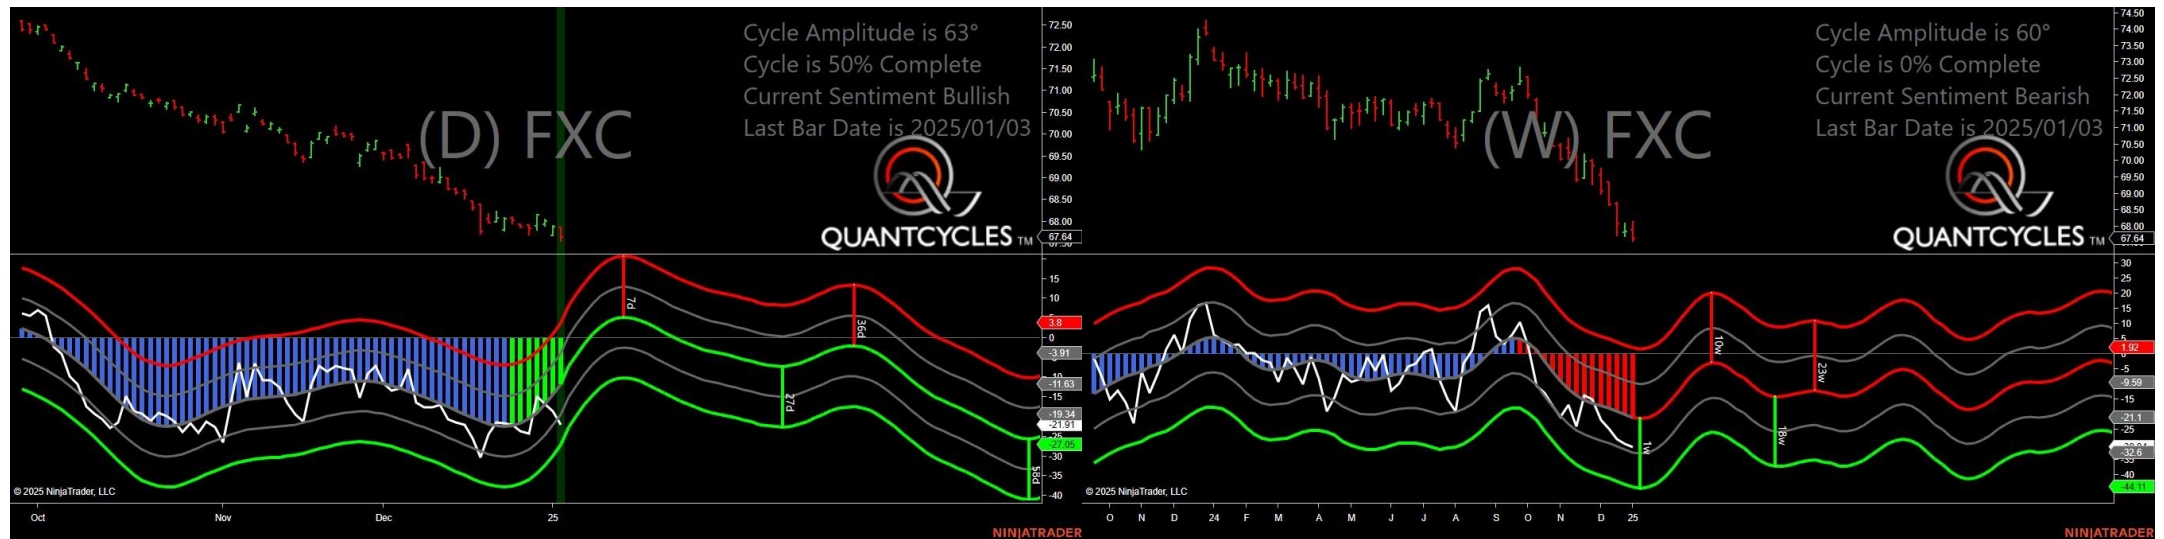 Cycle Amplitude is 63°
Cycle is 50% Complete
Current Sentiment Bullish
Last Bar Date is 2025/01/03
(D) FXC
QUANTCYCLES TM
72.50
72.00
71.50
71.00
70.50
70.00
69.50
69.00
68.50
68.00
67.64
15
10
3.8
0
-3.91
-11.63
-15
-19.34
-21.91
-27.05
-30
-35
-40
7d
36d
27d
58d
© 2025 NinjaTrader, LLC
Oct Nov Dec 25
NINJATRADER
Cycle Amplitude is 60°
Cycle is 0% Complete
Current Sentiment Bearish
Last Bar Date is 2025/01/03
(W) FXC
QUANTCYCLES TM
74.50
74.00
73.50
73.00
72.50
72.00
71.50
71.00
70.50
70.00
69.50
69.00
68.50
68.00
67.64
30
25
20
15
10
5
1.92
-5
-9.59
-15
-21.1
-25
-32.6
-40
-44.11
10w
23w
18w
1w
© 2025 NinjaTrader, LLC
O N D 24 F M A M J J A S O N D 25
NINJATRADER